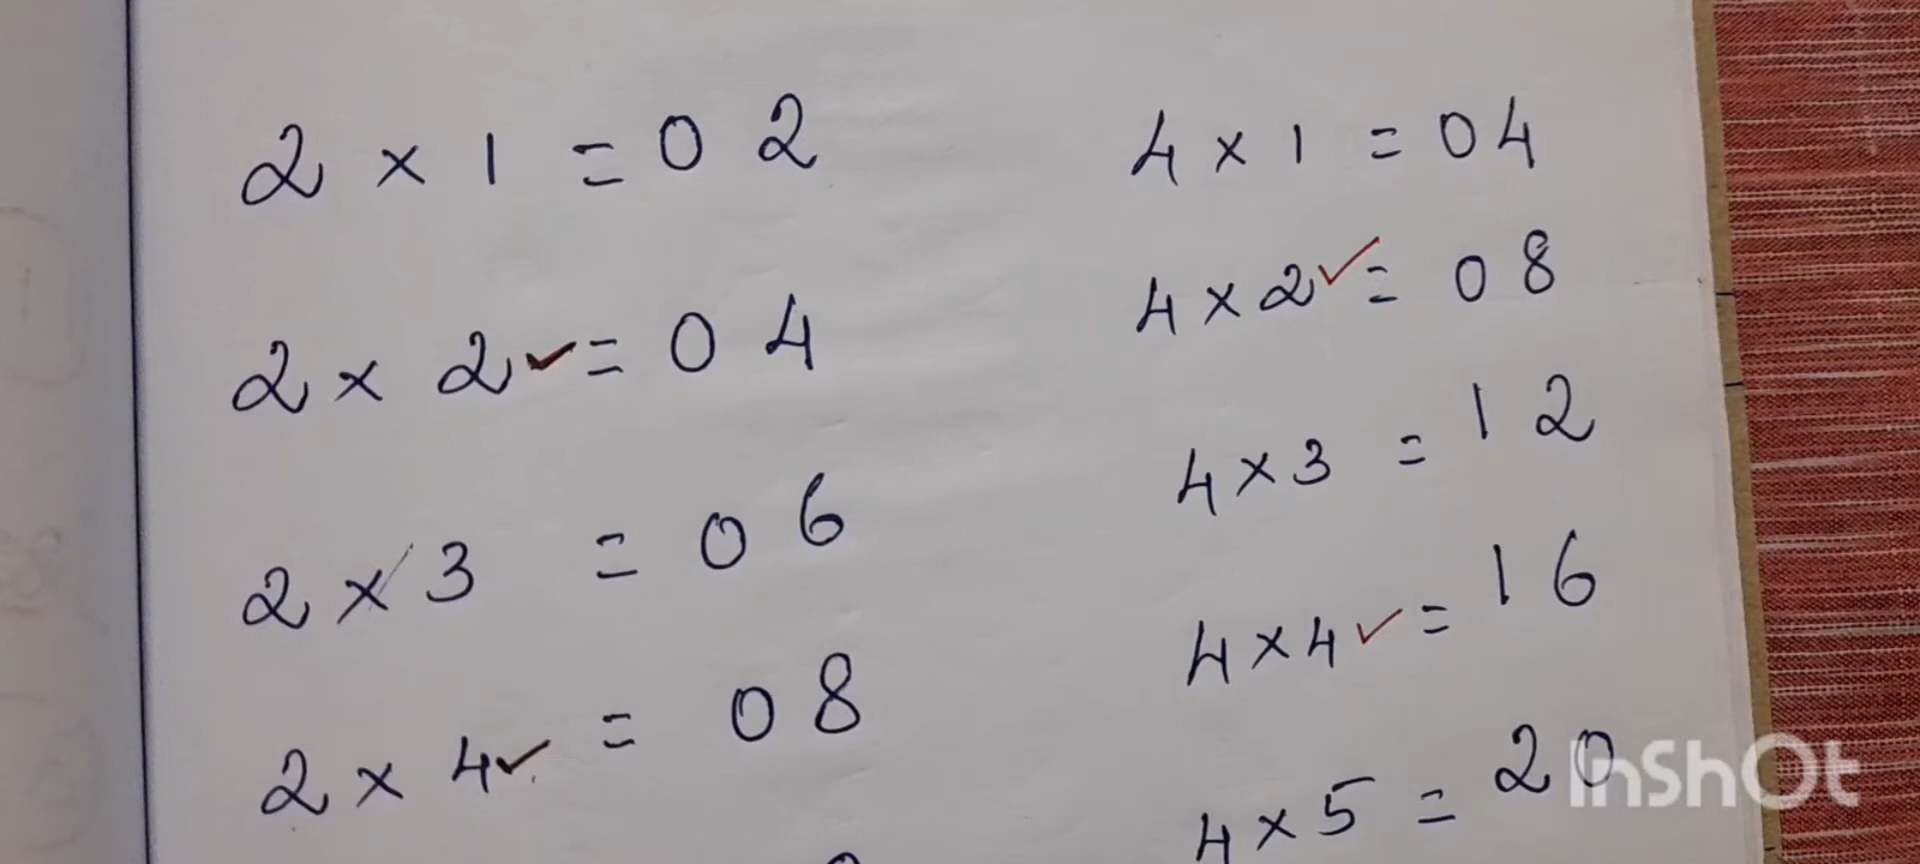 2 × 1 = 0 2
2 × 2 ✓ = 0 4
2 × 3 = 0 6
2 × 4 ✓ = 0 8
4 × 1 = 0 4
4 × 2 ✓ = 0 8
4 × 3 = 1 2
4 × 4 ✓ = 1 6
4 × 5 = 2 0
InShOt